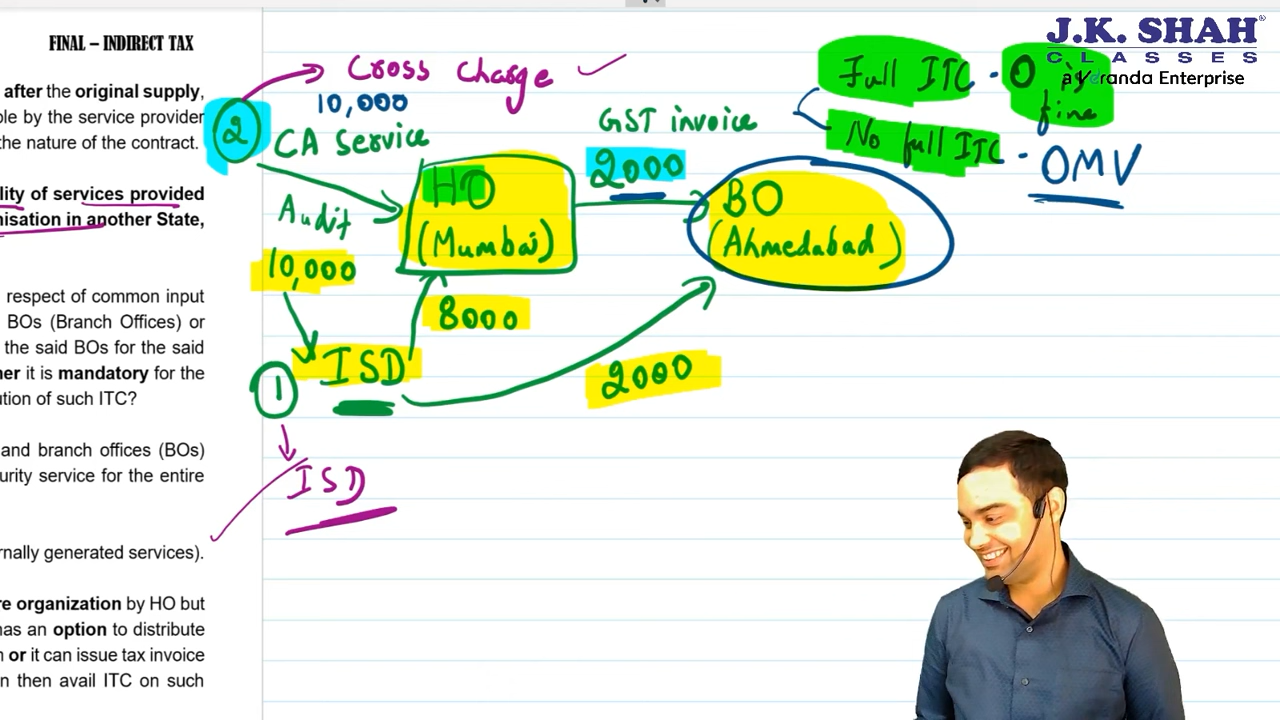 FINAL – INDIRECT TAX
after the original supply,
ble by the service provider
the nature of the contract.
lity of services provided
nisation in another State,
respect of common input
BOs (Branch Offices) or
the said BOs for the said
her it is mandatory for the
ution of such ITC?
and branch offices (BOs)
urity service for the entire
rnally generated services).
re organization by HO but
has an option to distribute
n or it can issue tax invoice
n then avail ITC on such
Cross Charge
10,000
2
CA Service
Audit
10,000
HO
(Mumbai)
GST invoice
2000
BO
(Ahmedabad)
Full ITC - 0 is fine
No full ITC - OMV
8000
1
ISD
2000
ISD
J.K. SHAH®
CLASSES
a Veranda Enterprise